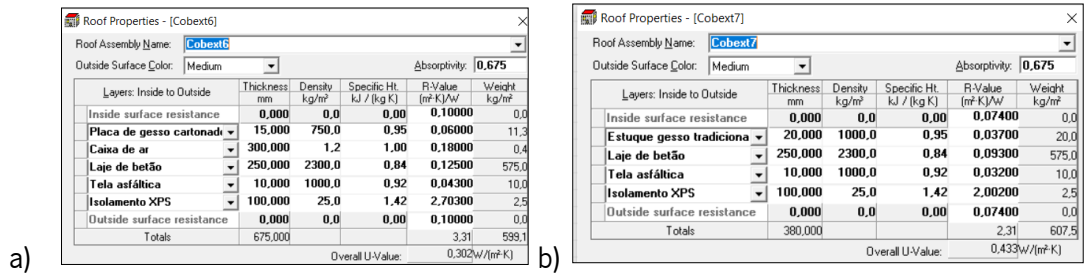 a)
Roof Properties - [Cobext6]
Roof Assembly Name: Cobext6
Outside Surface Color: Medium Absorptivity: 0,675
Layers: Inside to Outside Thickness mm Density kg/m³ Specific Ht. kJ / (kg K) R-Value (m²·K)/W Weight kg/m²
Inside surface resistance 0,000 0,0 0,00 0,10000 0,0
Placa de gesso cartonad 15,000 750,0 0,95 0,06000 11,3
Caixa de ar 300,000 1,2 1,00 0,18000 0,4
Laje de betão 250,000 2300,0 0,84 0,12500 575,0
Tela asfáltica 10,000 1000,0 0,92 0,04300 10,0
Isolamento XPS 100,000 25,0 1,42 2,70300 2,5
Outside surface resistance 0,000 0,0 0,00 0,10000 0,0
Totals 675,000 3,31 599,1
Overall U-Value: 0,302 W/(m²·K)
b)
Roof Properties - [Cobext7]
Roof Assembly Name: Cobext7
Outside Surface Color: Medium Absorptivity: 0,675
Layers: Inside to Outside Thickness mm Density kg/m³ Specific Ht. kJ / (kg K) R-Value (m²·K)/W Weight kg/m²
Inside surface resistance 0,000 0,0 0,00 0,07400 0,0
Estuque gesso tradiciona 20,000 1000,0 0,95 0,03700 20,0
Laje de betão 250,000 2300,0 0,84 0,09300 575,0
Tela asfáltica 10,000 1000,0 0,92 0,03200 10,0
Isolamento XPS 100,000 25,0 1,42 2,00200 2,5
Outside surface resistance 0,000 0,0 0,00 0,07400 0,0
Totals 380,000 2,31 607,5
Overall U-Value: 0,433 W/(m²·K)